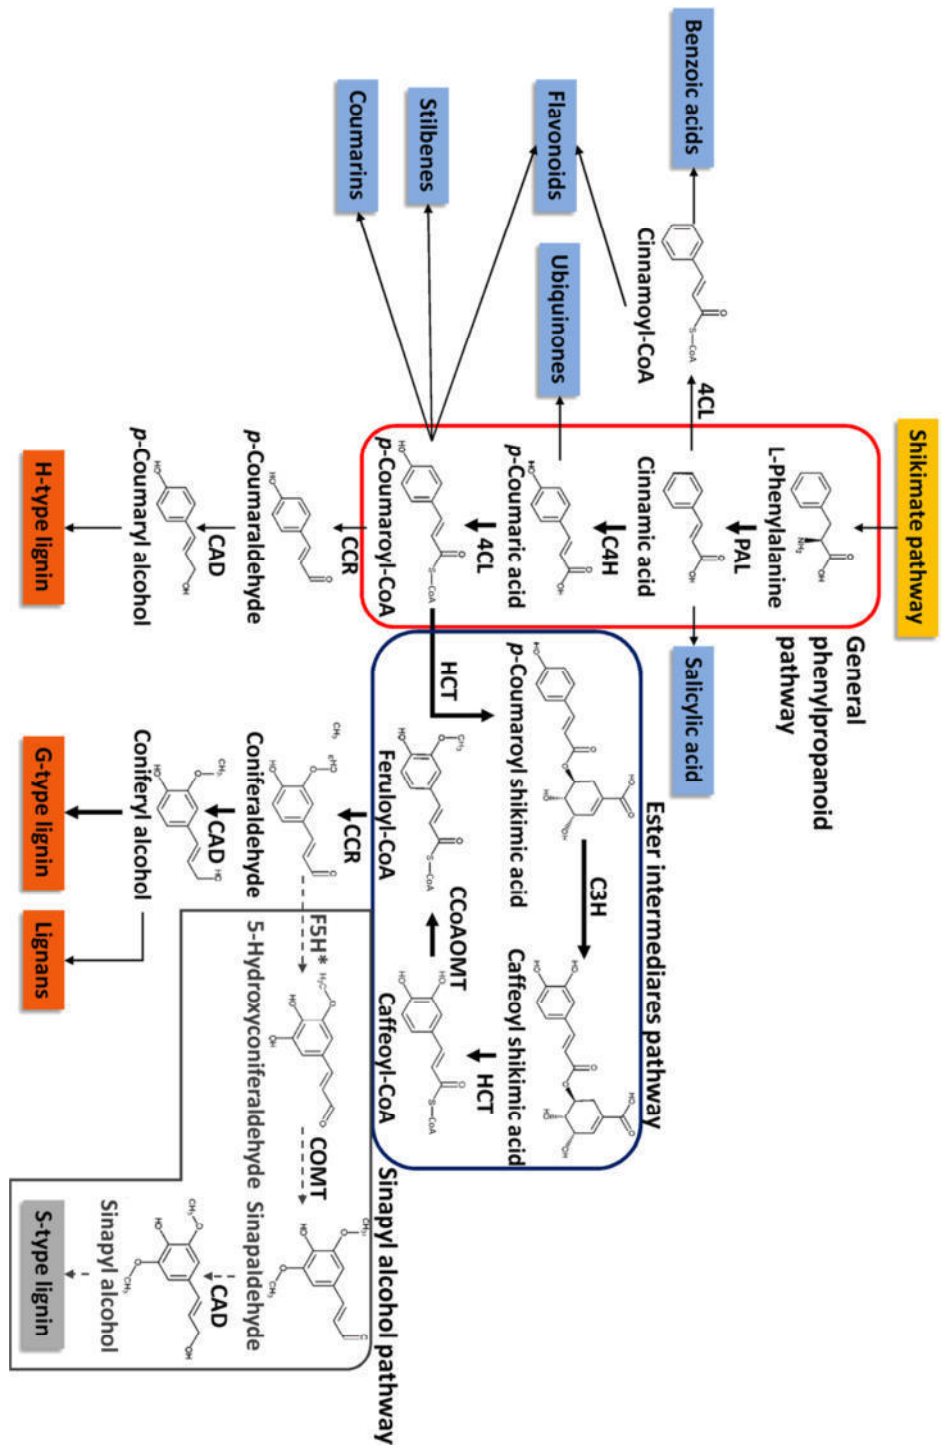 Shikimate pathway
General
phenylpropanoid
pathway
L-Phenylalanine
PAL
Benzoic acids
Cinnamoyl-CoA
4CL
Cinnamic acid
Salicylic acid
C4H
Flavonoids
Ubiquinones
p-Coumaric acid
4CL
Stilbenes
Coumarins
p-Coumaroyl-CoA
Ester intermediares pathway
HCT
p-Coumaroyl shikimic acid
C3H
Caffeoyl shikimic acid
HCT
Feruloyl-CoA
CCoAOMT
Caffeoyl-CoA
Sinapyl alcohol pathway
CCR
p-Coumaraldehyde
CAD
p-Coumaryl alcohol
H-type lignin
CCR
Coniferaldehyde
F5H*
5-Hydroxyconiferaldehyde
COMT
Sinapaldehyde
CAD
Coniferyl alcohol
CAD
Sinapyl alcohol
G-type lignin
Lignans
S-type lignin